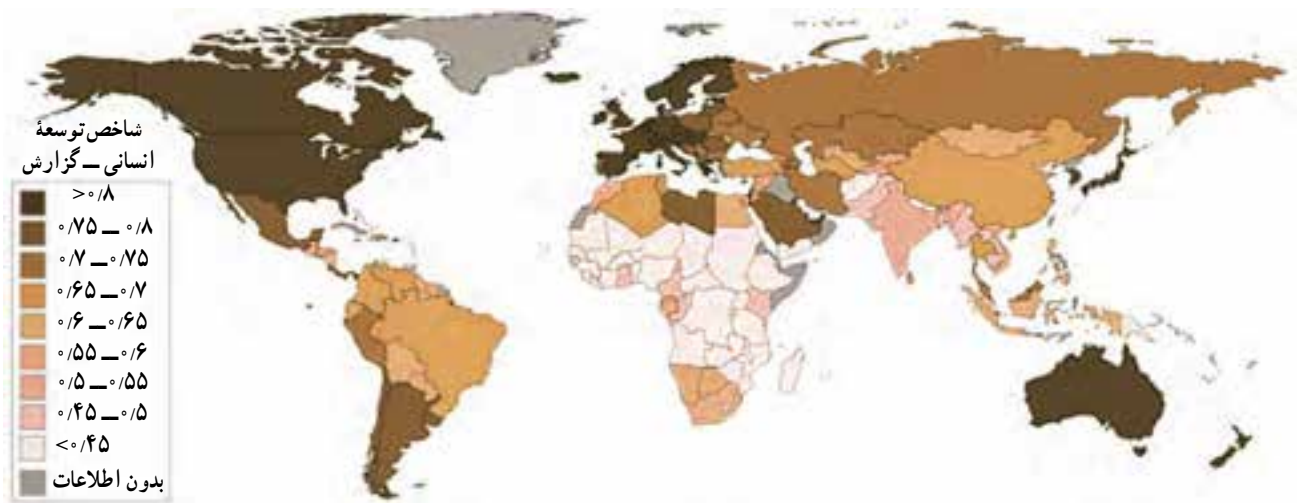 شاخص توسعهٔ
انسانی ــ گزارش
>۰/۸
۰/۷۵ ــ ۰/۸
۰/۷ ــ ۰/۷۵
۰/۶۵ ــ ۰/۷
۰/۶ ــ ۰/۶۵
۰/۵۵ ــ ۰/۶
۰/۵ ــ ۰/۵۵
۰/۴۵ ــ ۰/۵
<۰/۴۵
بدون اطلاعات